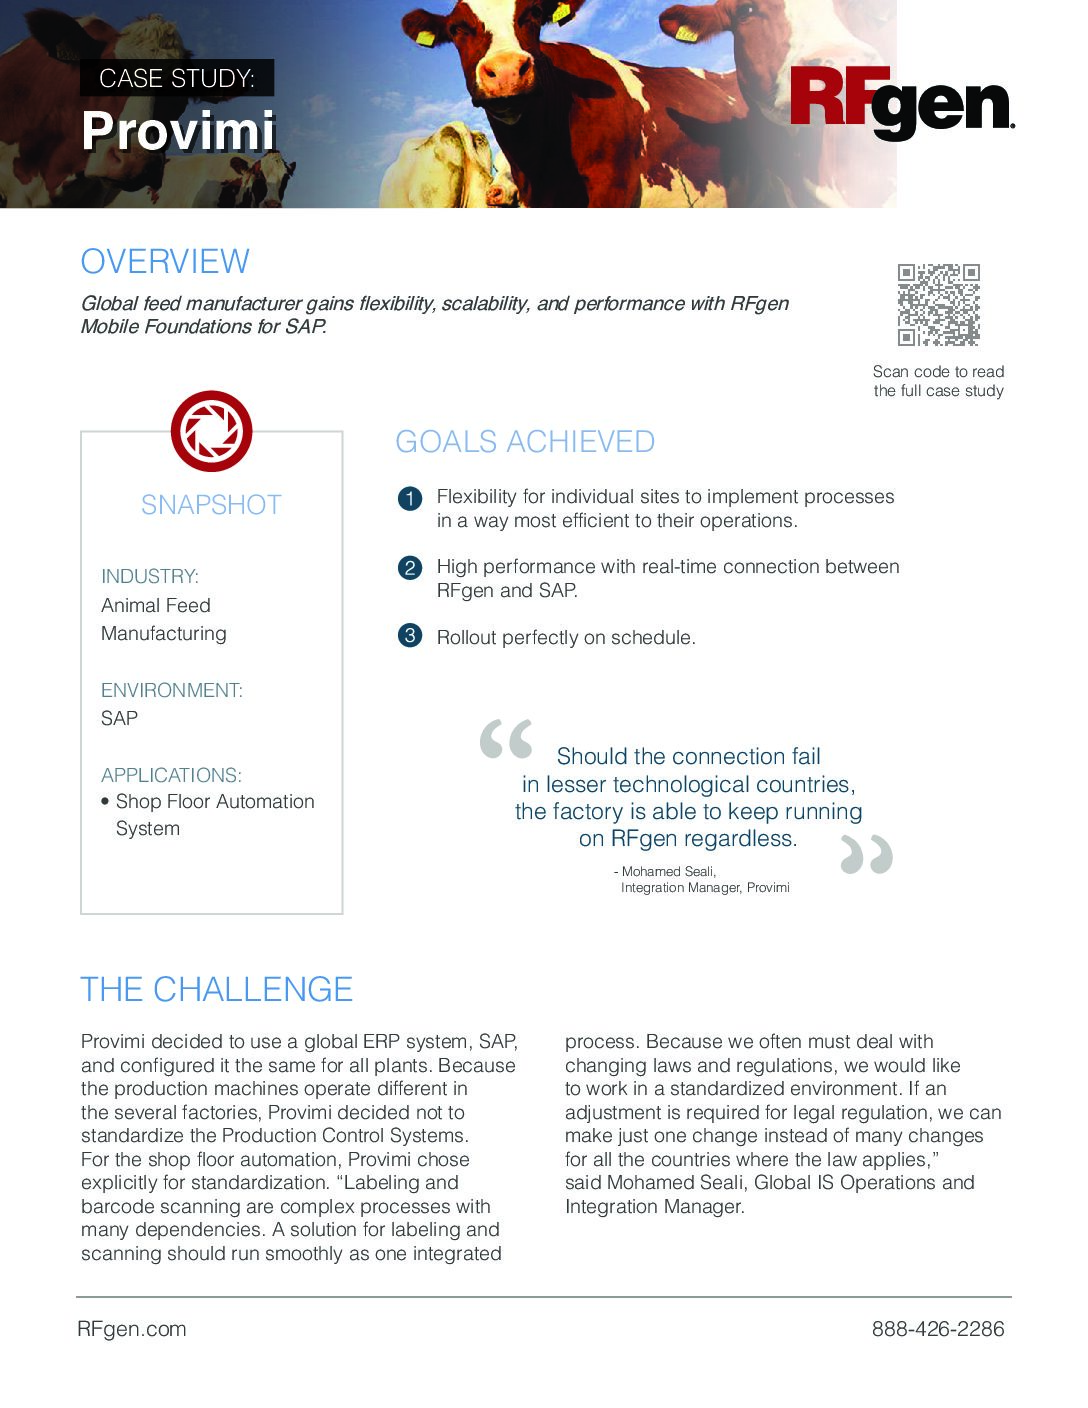 CASE STUDY:
Provimi
RFgen.
OVERVIEW
Global feed manufacturer gains flexibility, scalability, and performance with RFgen
Mobile Foundations for SAP.
Scan code to read
the full case study
SNAPSHOT
INDUSTRY:
Animal Feed
Manufacturing
ENVIRONMENT:
SAP
APPLICATIONS:
• Shop Floor Automation
System
GOALS ACHIEVED
1 Flexibility for individual sites to implement processes
in a way most efficient to their operations.
2 High performance with real-time connection between
RFgen and SAP.
3 Rollout perfectly on schedule.
“ Should the connection fail
in lesser technological countries,
the factory is able to keep running
on RFgen regardless. ”
- Mohamed Seali,
Integration Manager, Provimi
THE CHALLENGE
Provimi decided to use a global ERP system, SAP,
and configured it the same for all plants. Because
the production machines operate different in
the several factories, Provimi decided not to
standardize the Production Control Systems.
For the shop floor automation, Provimi chose
explicitly for standardization. “Labeling and
barcode scanning are complex processes with
many dependencies. A solution for labeling and
scanning should run smoothly as one integrated
process. Because we often must deal with
changing laws and regulations, we would like
to work in a standardized environment. If an
adjustment is required for legal regulation, we can
make just one change instead of many changes
for all the countries where the law applies,”
said Mohamed Seali, Global IS Operations and
Integration Manager.
RFgen.com
888-426-2286